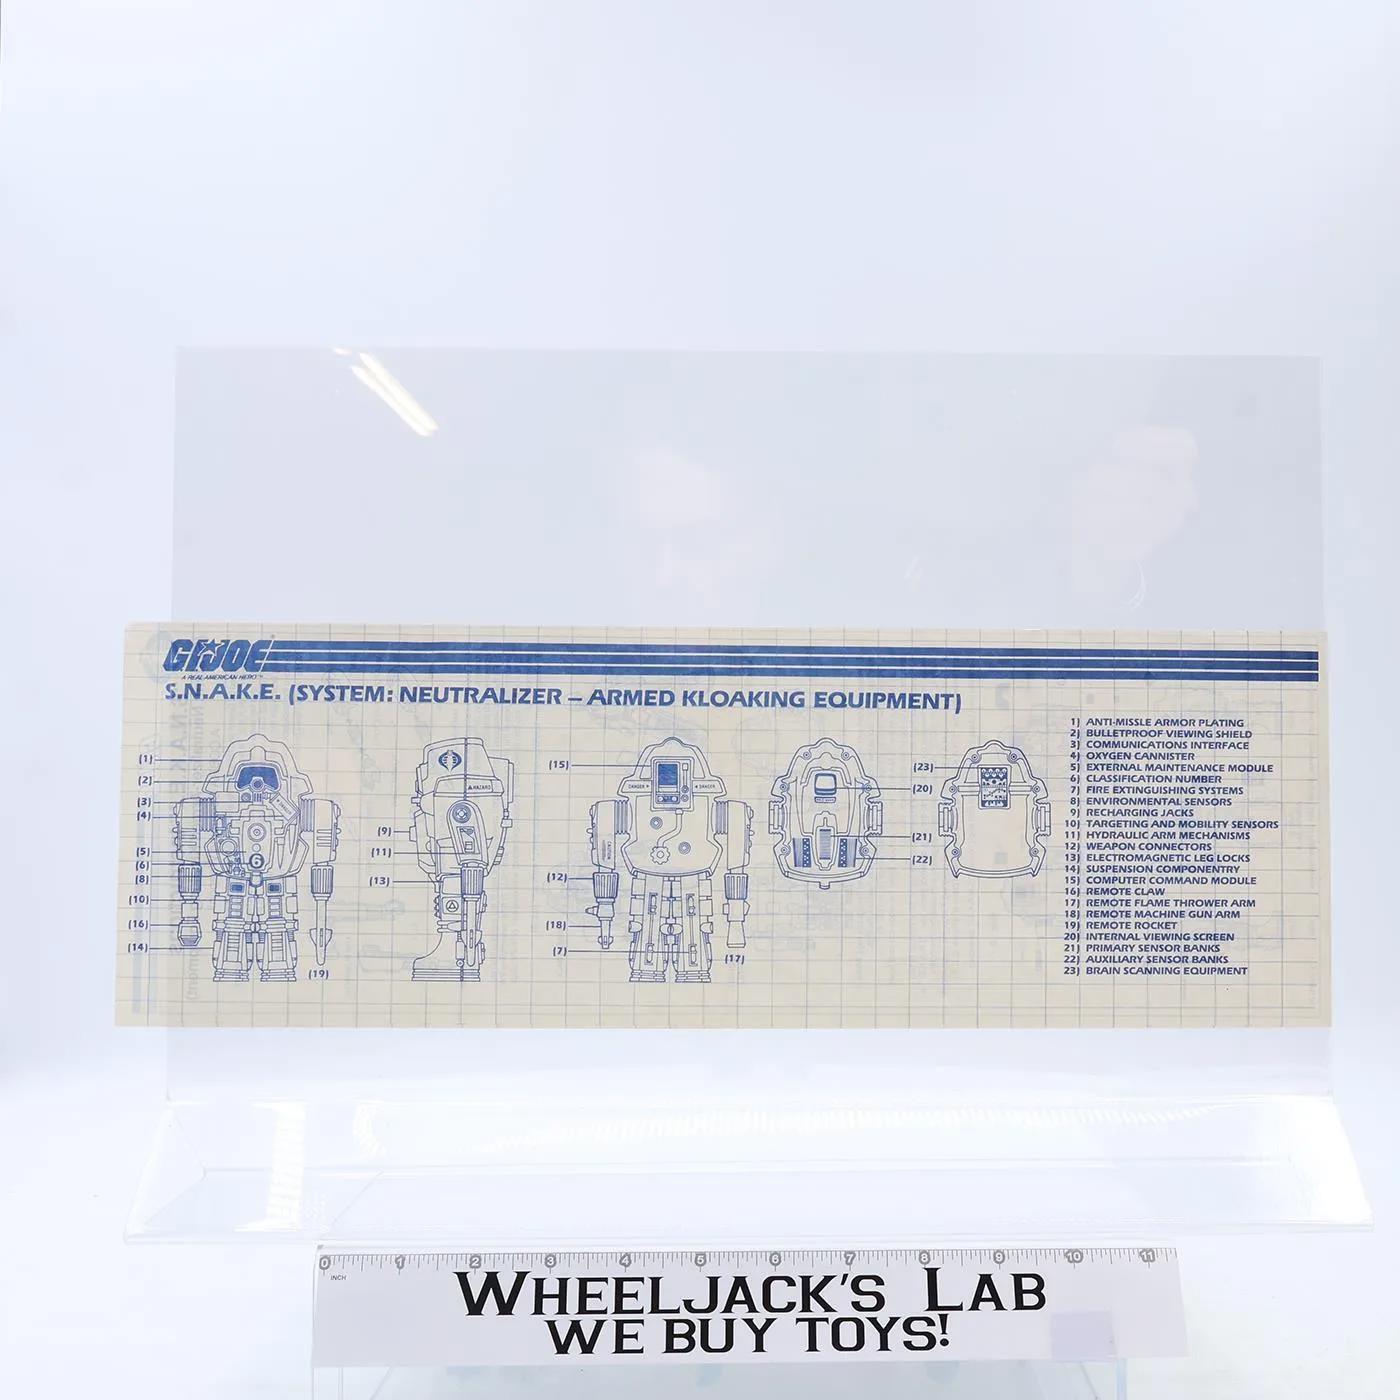 G.I. JOE
A REAL AMERICAN HERO™
S.N.A.K.E. (SYSTEM: NEUTRALIZER – ARMED KLOAKING EQUIPMENT)
1) ANTI-MISSLE ARMOR PLATING
2) BULLETPROOF VIEWING SHIELD
3) COMMUNICATIONS INTERFACE
4) OXYGEN CANNISTER
5) EXTERNAL MAINTENANCE MODULE
6) CLASSIFICATION NUMBER
7) FIRE EXTINGUISHING SYSTEMS
8) ENVIRONMENTAL SENSORS
9) RECHARGING JACKS
10) TARGETING AND MOBILITY SENSORS
11) HYDRAULIC ARM MECHANISMS
12) WEAPON CONNECTORS
13) ELECTROMAGNETIC LEG LOCKS
14) SUSPENSION COMPONENTRY
15) COMPUTER COMMAND MODULE
16) REMOTE CLAW
17) REMOTE FLAME THROWER ARM
18) REMOTE MACHINE GUN ARM
19) REMOTE ROCKET
20) INTERNAL VIEWING SCREEN
21) PRIMARY SENSOR BANKS
22) AUXILIARY SENSOR BANKS
23) BRAIN SCANNING EQUIPMENT
(1)
(2)
(3)
(4)
(5)
(6)
(8)
(10)
(16)
(14)
6
(19)
HAZARD
(9)
(11)
(13)
(15)
DANGER
DANGER
CAUTION
(12)
(18)
(7)
(17)
(20)
(21)
(22)
(23)
0 1 2 3 4 5 6 7 8 9 10 11
INCH
WHEELJACK'S LAB
WE BUY TOYS!